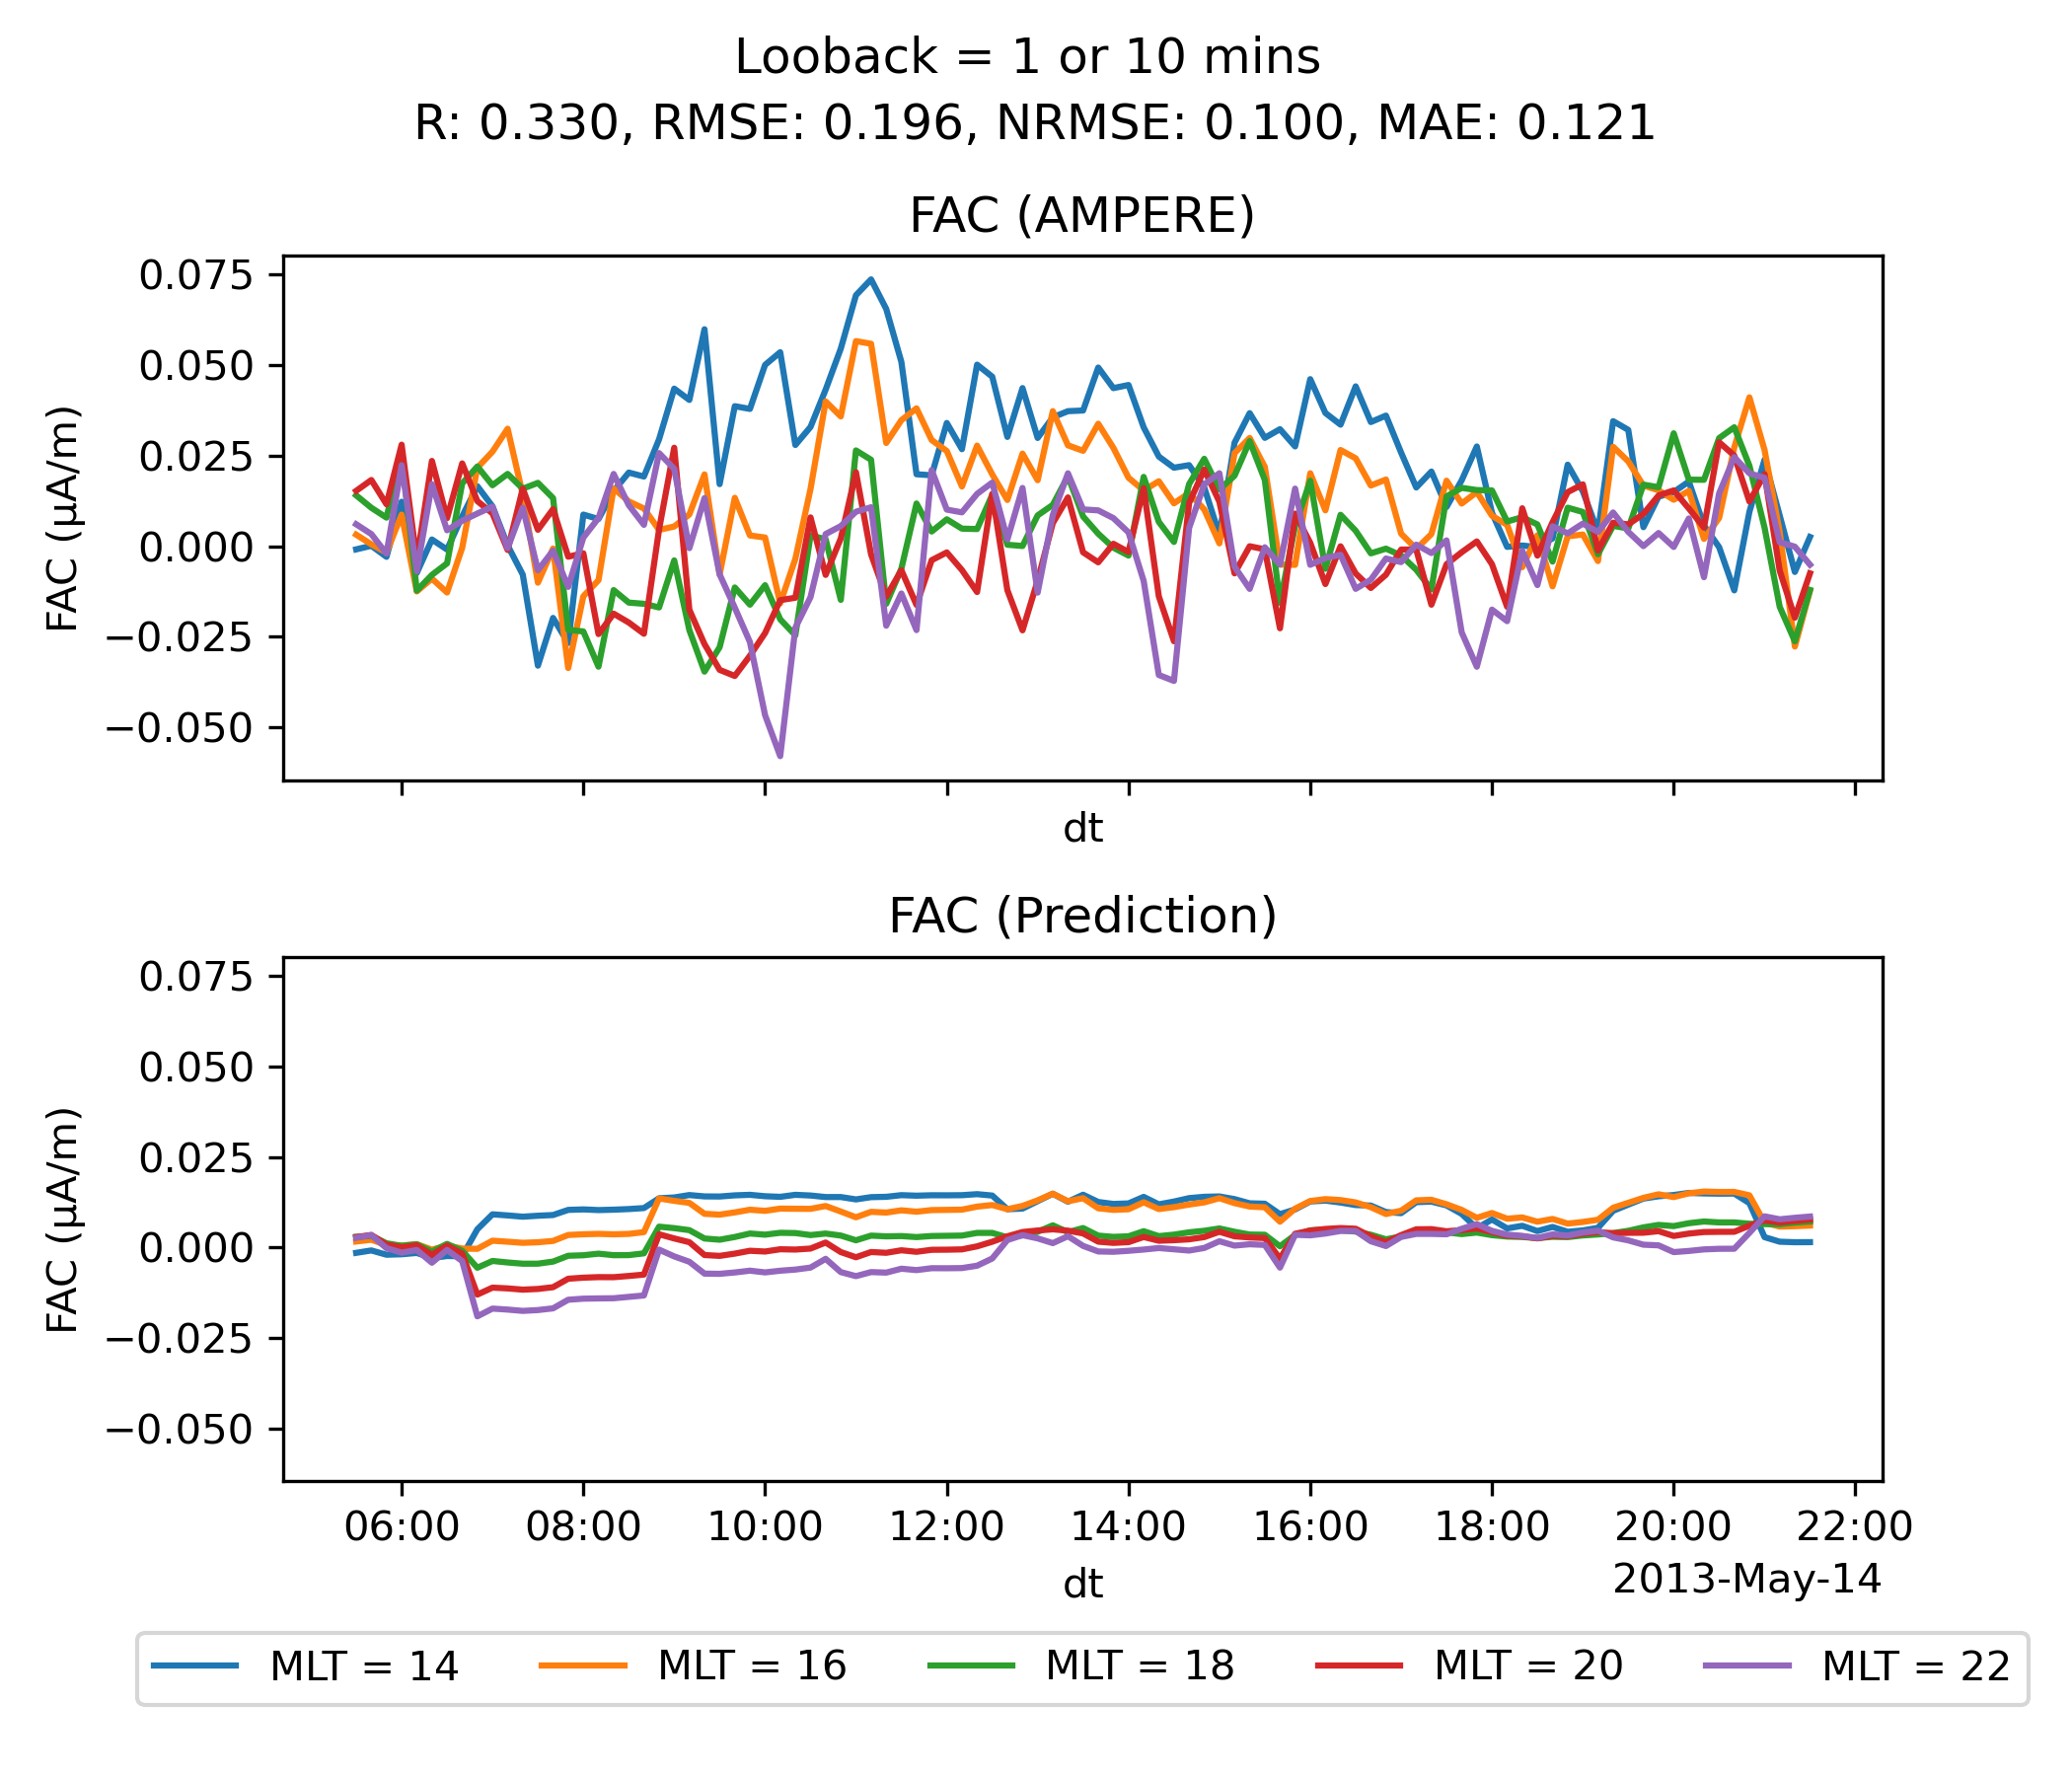 Looback = 1 or 10 mins
R: 0.330, RMSE: 0.196, NRMSE: 0.100, MAE: 0.121
FAC (AMPERE)
0.075
0.050
0.025
0.000
−0.025
−0.050
FAC (μA/m)
dt
FAC (Prediction)
0.075
0.050
0.025
0.000
−0.025
−0.050
FAC (μA/m)
06:00 08:00 10:00 12:00 14:00 16:00 18:00 20:00 22:00
2013-May-14
dt
MLT = 14 MLT = 16 MLT = 18 MLT = 20 MLT = 22